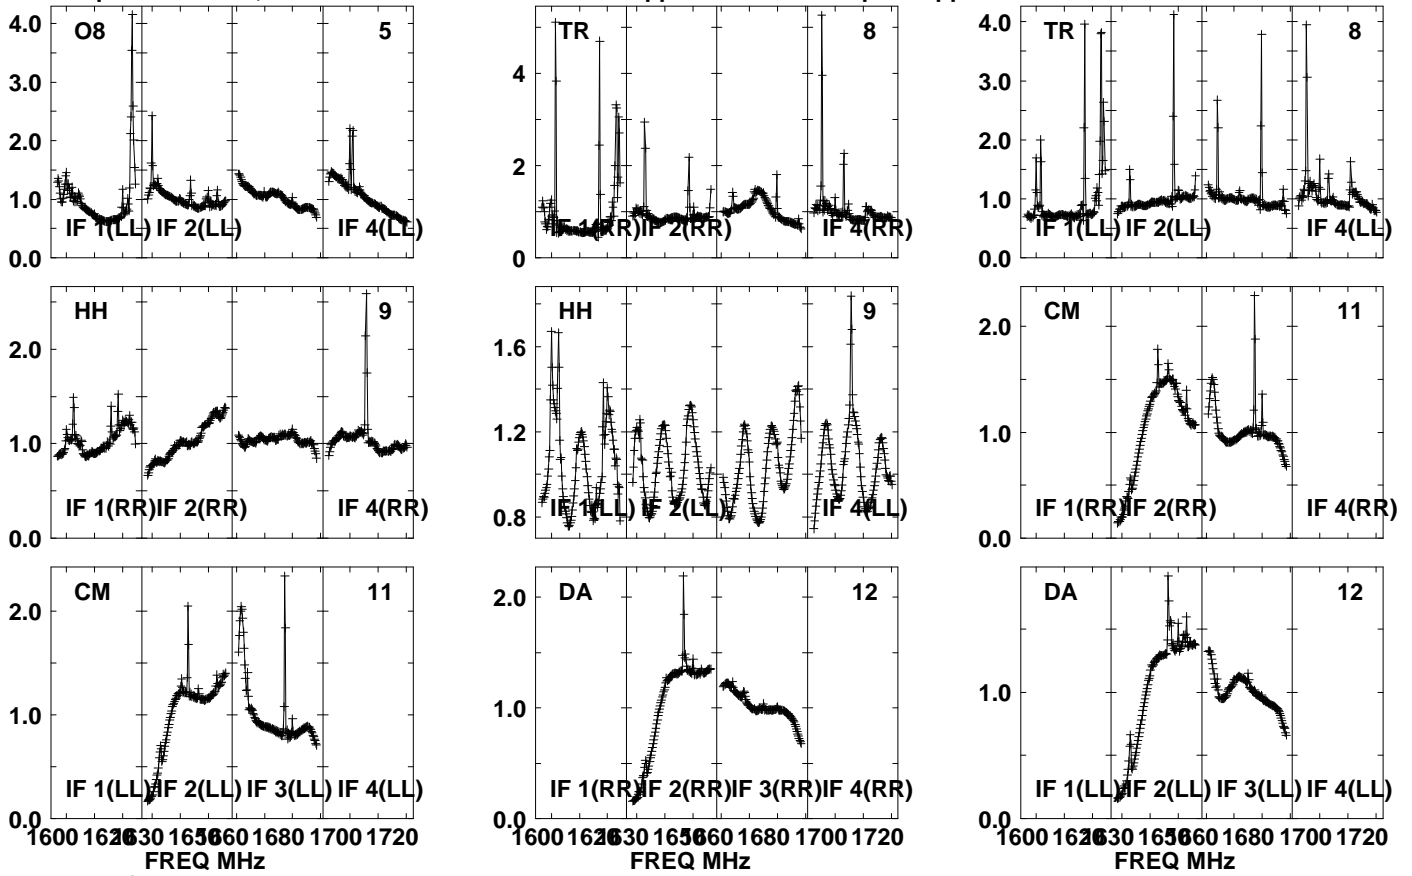 4.0 O8 5
3.0
2.0
1.0
0.0
IF 1(LL) IF 2(LL) IF 4(LL)
TR 8
4
2
0
IF 1(RR) IF 2(RR) IF 4(RR)
4.0 TR 8
3.0
2.0
1.0
0.0
IF 1(LL) IF 2(LL) IF 4(LL)
HH 9
2.0
1.0
0.0
IF 1(RR) IF 2(RR) IF 4(RR)
HH 9
1.6
1.2
0.8
IF 1(LL) IF 2(LL) IF 4(LL)
CM 11
2.0
1.0
0.0
IF 1(RR) IF 2(RR) IF 4(RR)
CM 11
2.0
1.0
0.0
IF 1(LL) IF 2(LL) IF 3(LL) IF 4(LL)
1600 1620 1630 1650 1660 1680 1700 1720
FREQ MHz
DA 12
2.0
1.0
0.0
IF 1(RR) IF 2(RR) IF 3(RR) IF 4(RR)
1600 1620 1630 1650 1660 1680 1700 1720
FREQ MHz
DA 12
1.0
0.0
IF 1(LL) IF 2(LL) IF 3(LL) IF 4(LL)
1600 1620 1630 1650 1660 1680 1700 1720
FREQ MHz